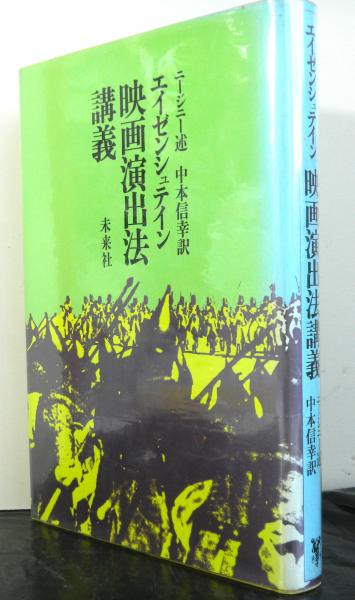 ニージニー述 中本信幸訳
エイゼンシュテイン
映画演出法
講義
未来社
エイゼンシュテイン 映画演出法講義
中本信幸訳